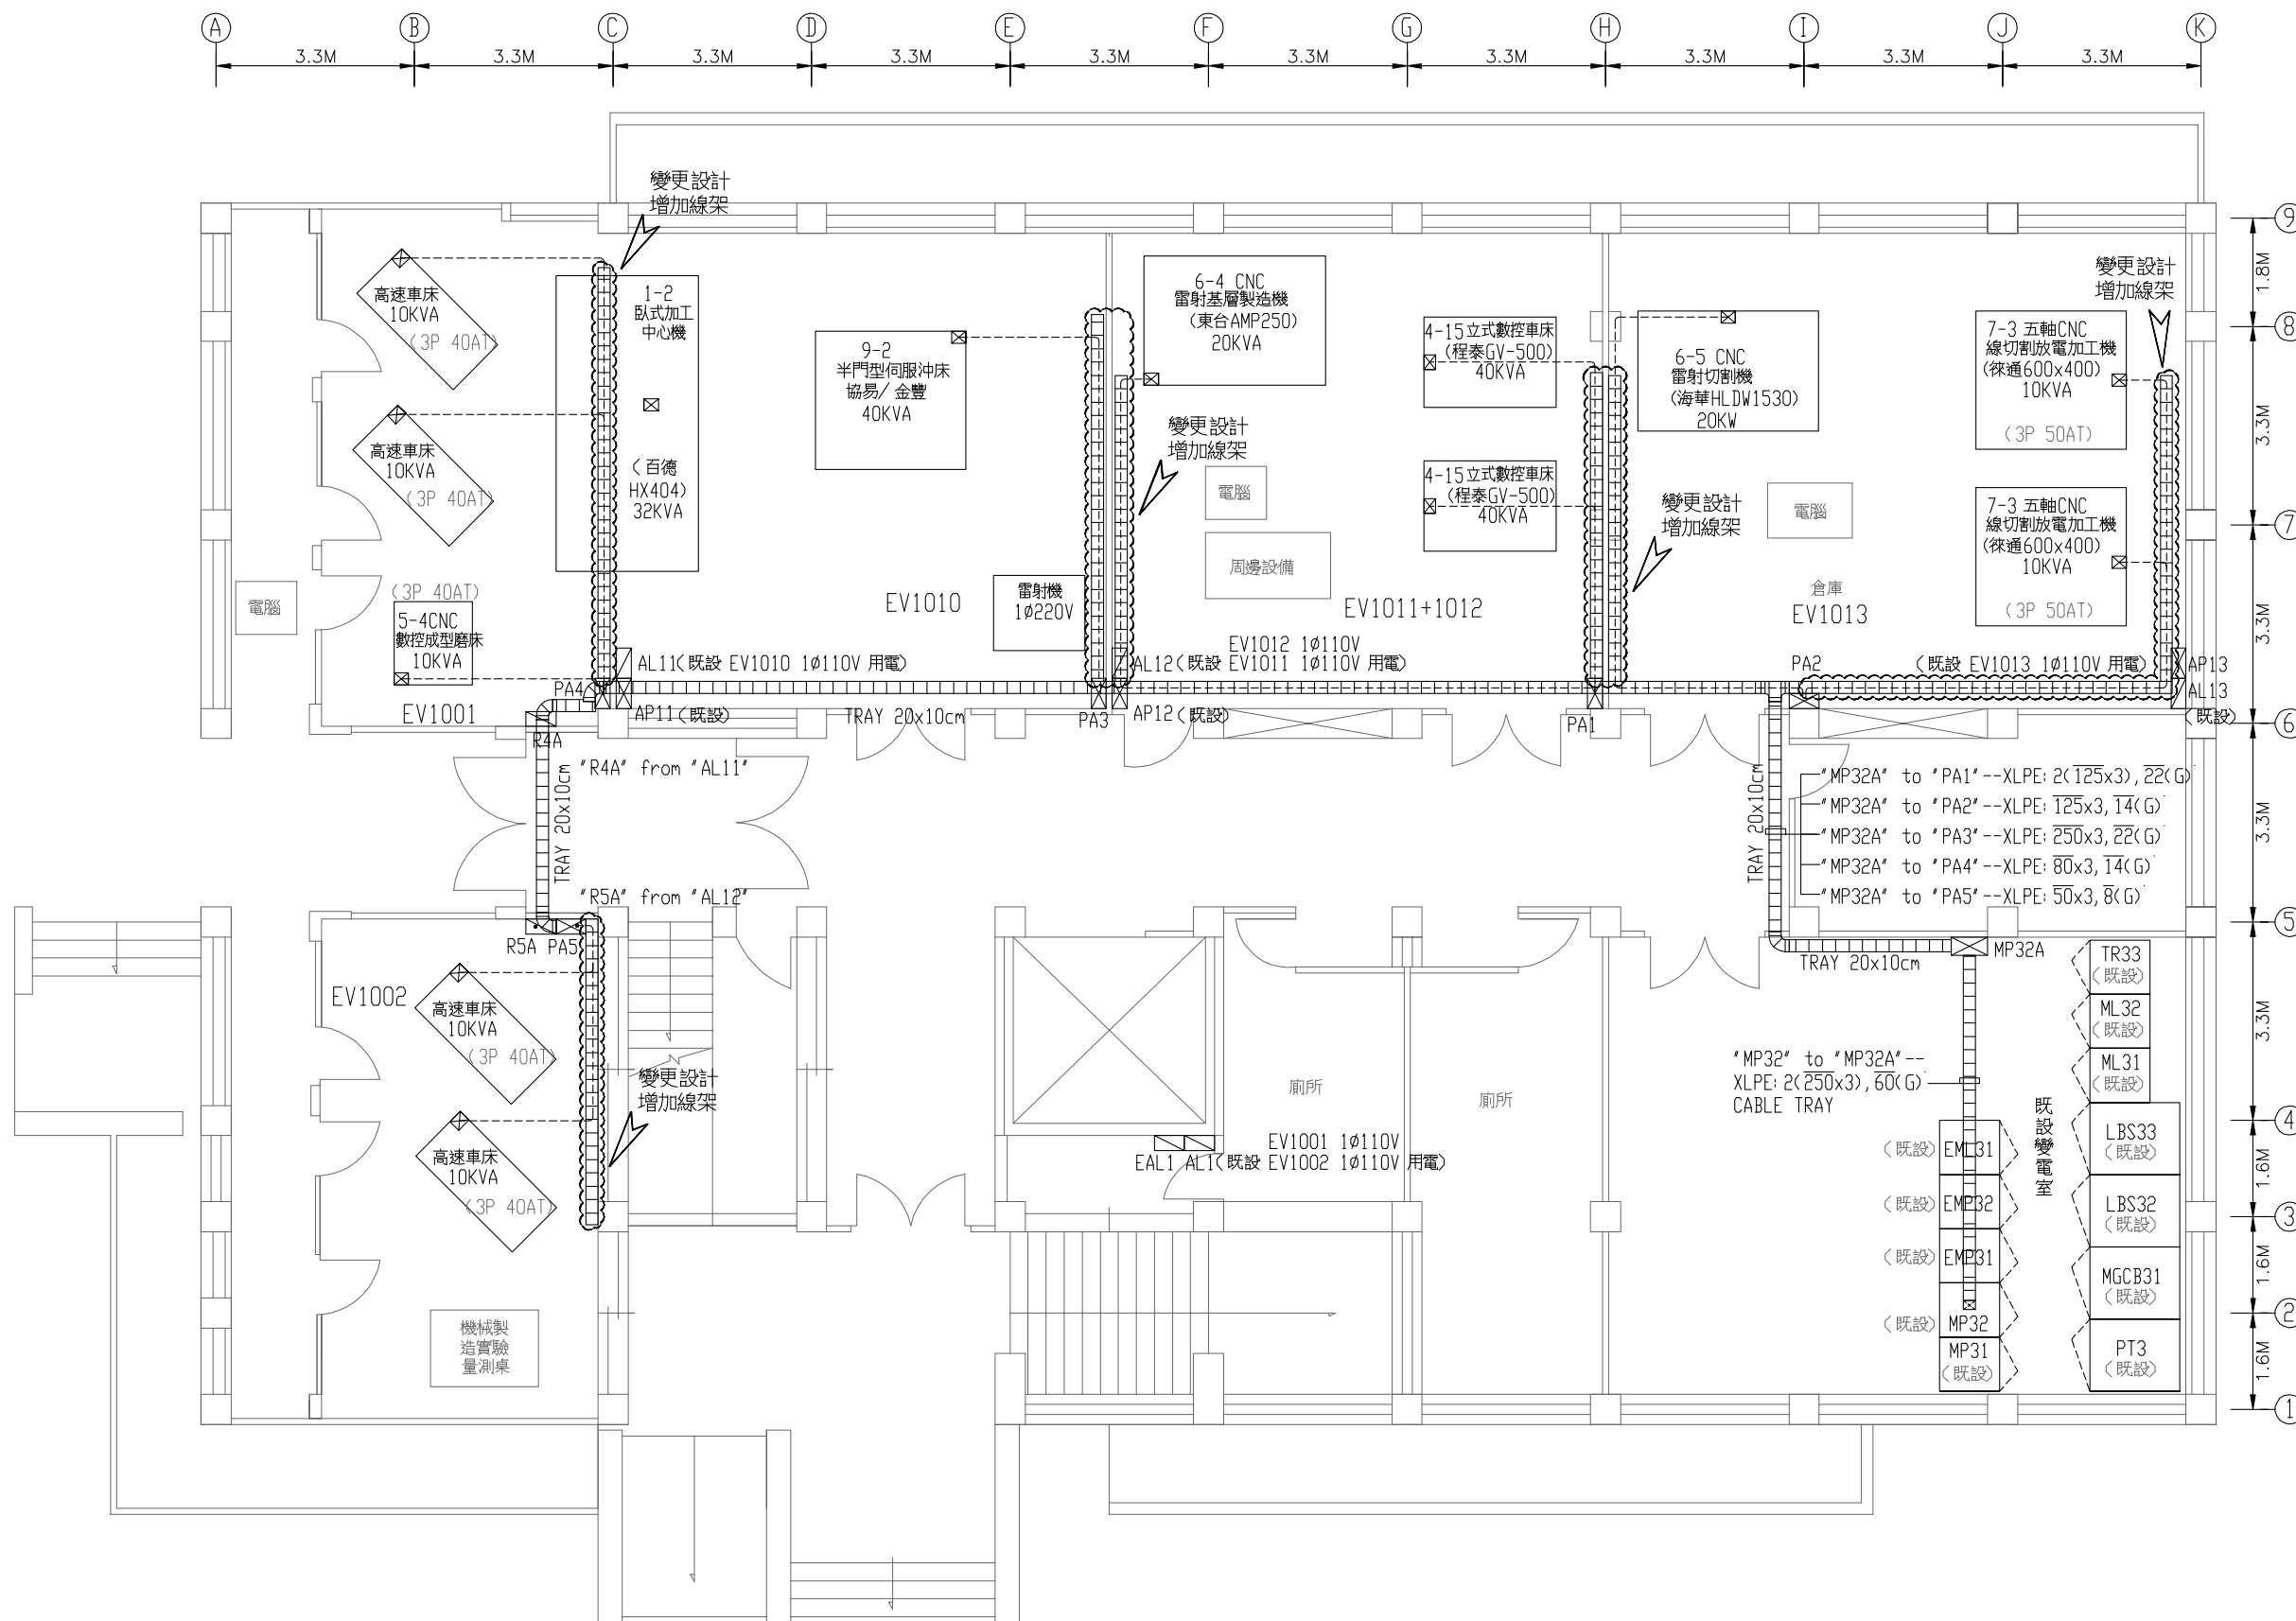 A
B
C
D
E
F
G
H
I
J
K
3.3M
3.3M
3.3M
3.3M
3.3M
3.3M
3.3M
3.3M
3.3M
3.3M
變更設計
增加線架
高速車床
10KVA
(3P 40AT)
高速車床
10KVA
(3P 40AT)
電腦
(3P 40AT)
5-4CNC
數控成型磨床
10KVA
EV1001
1-2
臥式加工
中心機
(百德
HX404)
32KVA
9-2
半門型伺服沖床
協易/金豐
40KVA
EV1010
雷射機
1ø220V
6-4 CNC
雷射基層製造機
(東台AMP250)
20KVA
變更設計
增加線架
電腦
周邊設備
4-15立式數控車床
(程泰GV-500)
40KVA
4-15立式數控車床
(程泰GV-500)
40KVA
EV1011+1012
6-5 CNC
雷射切割機
(海華HLDW1530)
20KW
變更設計
增加線架
電腦
倉庫
EV1013
變更設計
增加線架
7-3 五軸CNC
線切割放電加工機
(徠通600x400)
10KVA
(3P 50AT)
7-3 五軸CNC
線切割放電加工機
(徠通600x400)
10KVA
(3P 50AT)
9
1.8M
8
3.3M
7
3.3M
6
3.3M
5
3.3M
4
1.6M
3
1.6M
2
1.6M
1
AL11(既設 EV1010 1ø110V 用電)
EV1012 1ø110V
AL12(既設 EV1011 1ø110V 用電)
PA2
(既設 EV1013 1ø110V 用電)
AP13
AL13
(既設)
PA4
AP11(既設)
TRAY 20x10cm
PA3
AP12(既設)
PA1
R4A
"R4A" from "AL11"
TRAY 20x10cm
"R5A" from "AL12"
R5A PA5
TRAY 20x10cm
"MP32A" to "PA1"--XLPE: 2(125x3), 22(G)
"MP32A" to "PA2"--XLPE: 125x3, 14(G)
"MP32A" to "PA3"--XLPE: 250x3, 22(G)
"MP32A" to "PA4"--XLPE: 80x3, 14(G)
"MP32A" to "PA5"--XLPE: 50x3, 8(G)
TRAY 20x10cm
MP32A
EV1002
高速車床
10KVA
(3P 40AT)
高速車床
10KVA
(3P 40AT)
變更設計
增加線架
機械製
造實驗
量測桌
廁所
廁所
EV1001 1ø110V
EAL1 AL1(既設 EV1002 1ø110V 用電)
"MP32" to "MP32A"--
XLPE: 2(250x3), 60(G)
CABLE TRAY
既設變電室
(既設) EML31
(既設) EMP32
(既設) EMP31
(既設) MP32
MP31
(既設)
TR33
(既設)
ML32
(既設)
ML31
(既設)
LBS33
(既設)
LBS32
(既設)
MGCB31
(既設)
PT3
(既設)